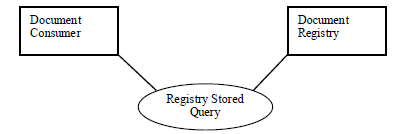 Document
Consumer
Document
Registry
Registry Stored
Query